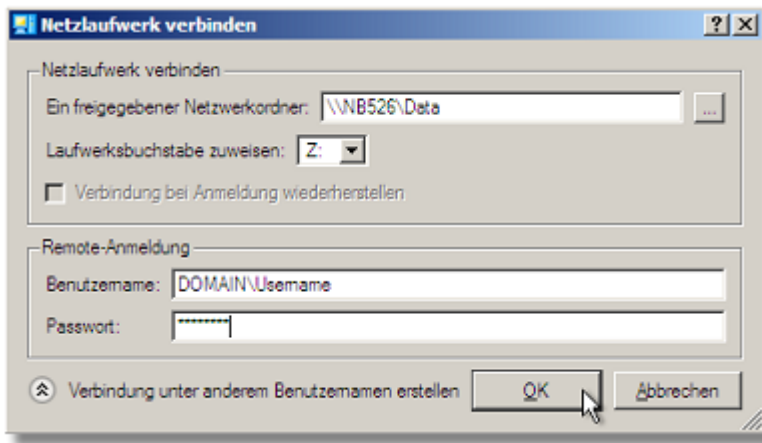 Netzlaufwerk verbinden
Netzlaufwerk verbinden
Ein freigegebener Netzwerkordner: \\NB526\Data ...
Laufwerksbuchstabe zuweisen: Z:
Verbindung bei Anmeldung wiederherstellen
Remote-Anmeldung
Benutzername: DOMAIN\Username
Passwort: ********
Verbindung unter anderem Benutzernamen erstellen OK Abbrechen